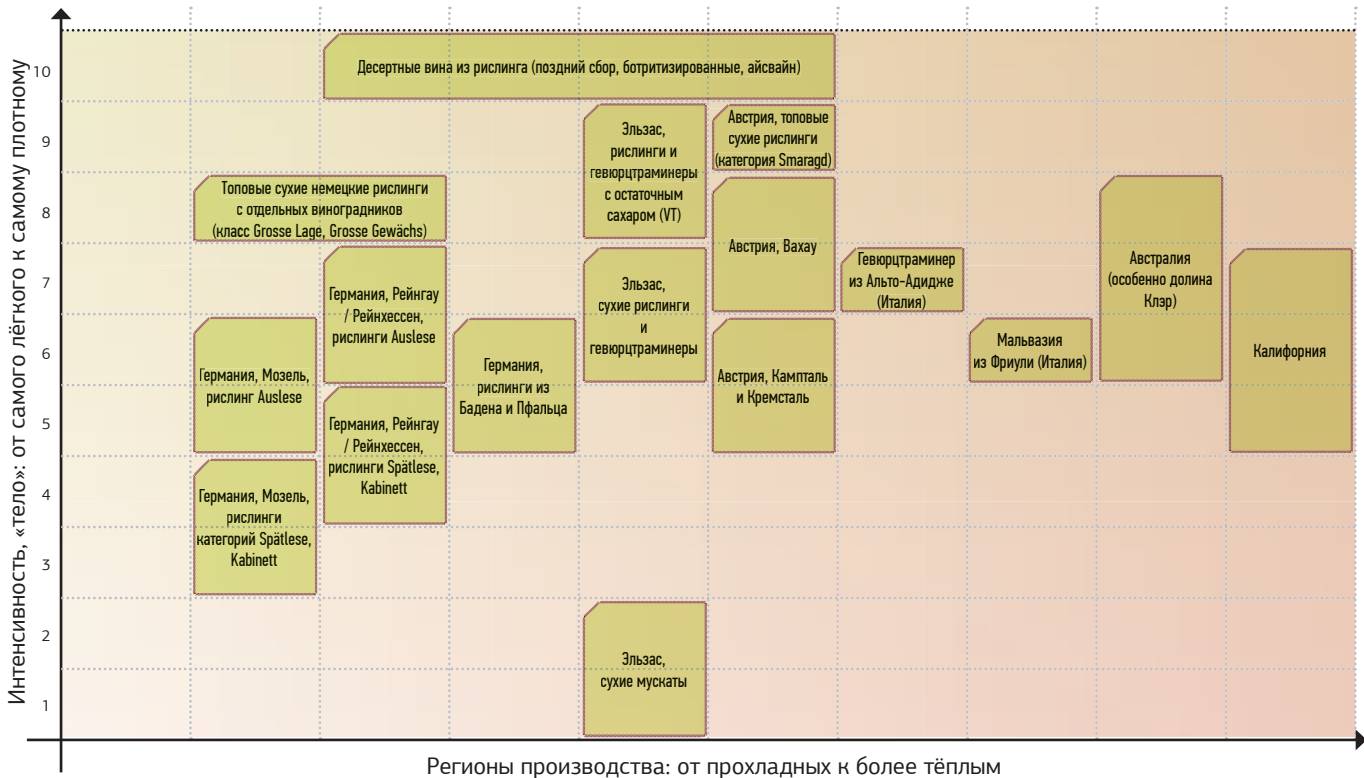 Интенсивность, «тело»: от самого лёгкого к самому плотному
10
9
8
7
6
5
4
3
2
1
Десертные вина из рислинга (поздний сбор, ботритизированные, айсвайн)
Эльзас,
рислинги и
гевюрцтраминеры
с остаточным
сахаром (VT)
Австрия, топовые
сухие рислинги
(категория Smaragd)
Топовые сухие немецкие рислинги
с отдельных виноградников
(класс Grosse Lage, Grosse Gewächs)
Австрия, Вахау
Австралия
(особенно долина
Клэр)
Германия, Рейнгау
/ Рейнхессен,
рислинги Auslese
Эльзас,
сухие рислинги
и
гевюрцтраминеры
Гевюрцтраминер
из Альто-Адидже
(Италия)
Калифорния
Германия, Мозель,
рислинг Auslese
Германия,
рислинги из
Бадена и Пфальца
Австрия, Кампталь
и Кремсталь
Мальвазия
из Фриули (Италия)
Германия, Рейнгау
/ Рейнхессен,
рислинги Spätlese,
Kabinett
Германия, Мозель,
рислинги
категорий Spätlese,
Kabinett
Эльзас,
сухие мускаты
Регионы производства: от прохладных к более тёплым